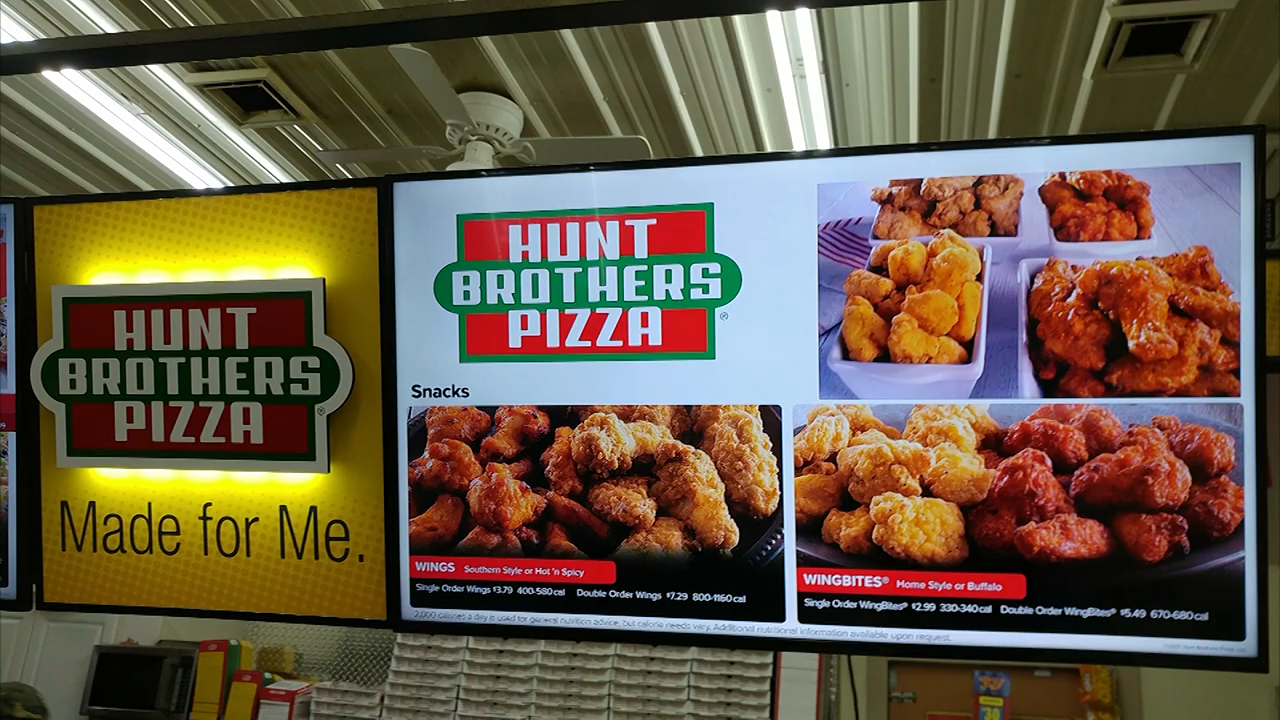 HUNT
BROTHERS®
PIZZA
Made for Me.
HUNT
BROTHERS
PIZZA®
Snacks
WINGS Southern Style or Hot 'n Spicy
Single Order Wings $3.79 400-580 cal Double Order Wings $7.29 800-1160 cal
WINGBITES® Home Style or Buffalo
Single Order WingBites® $2.99 330-340 cal Double Order WingBites® $5.49 670-680 cal
2,000 calories a day is used for general nutrition advice, but calorie needs vary. Additional nutritional information available upon request.